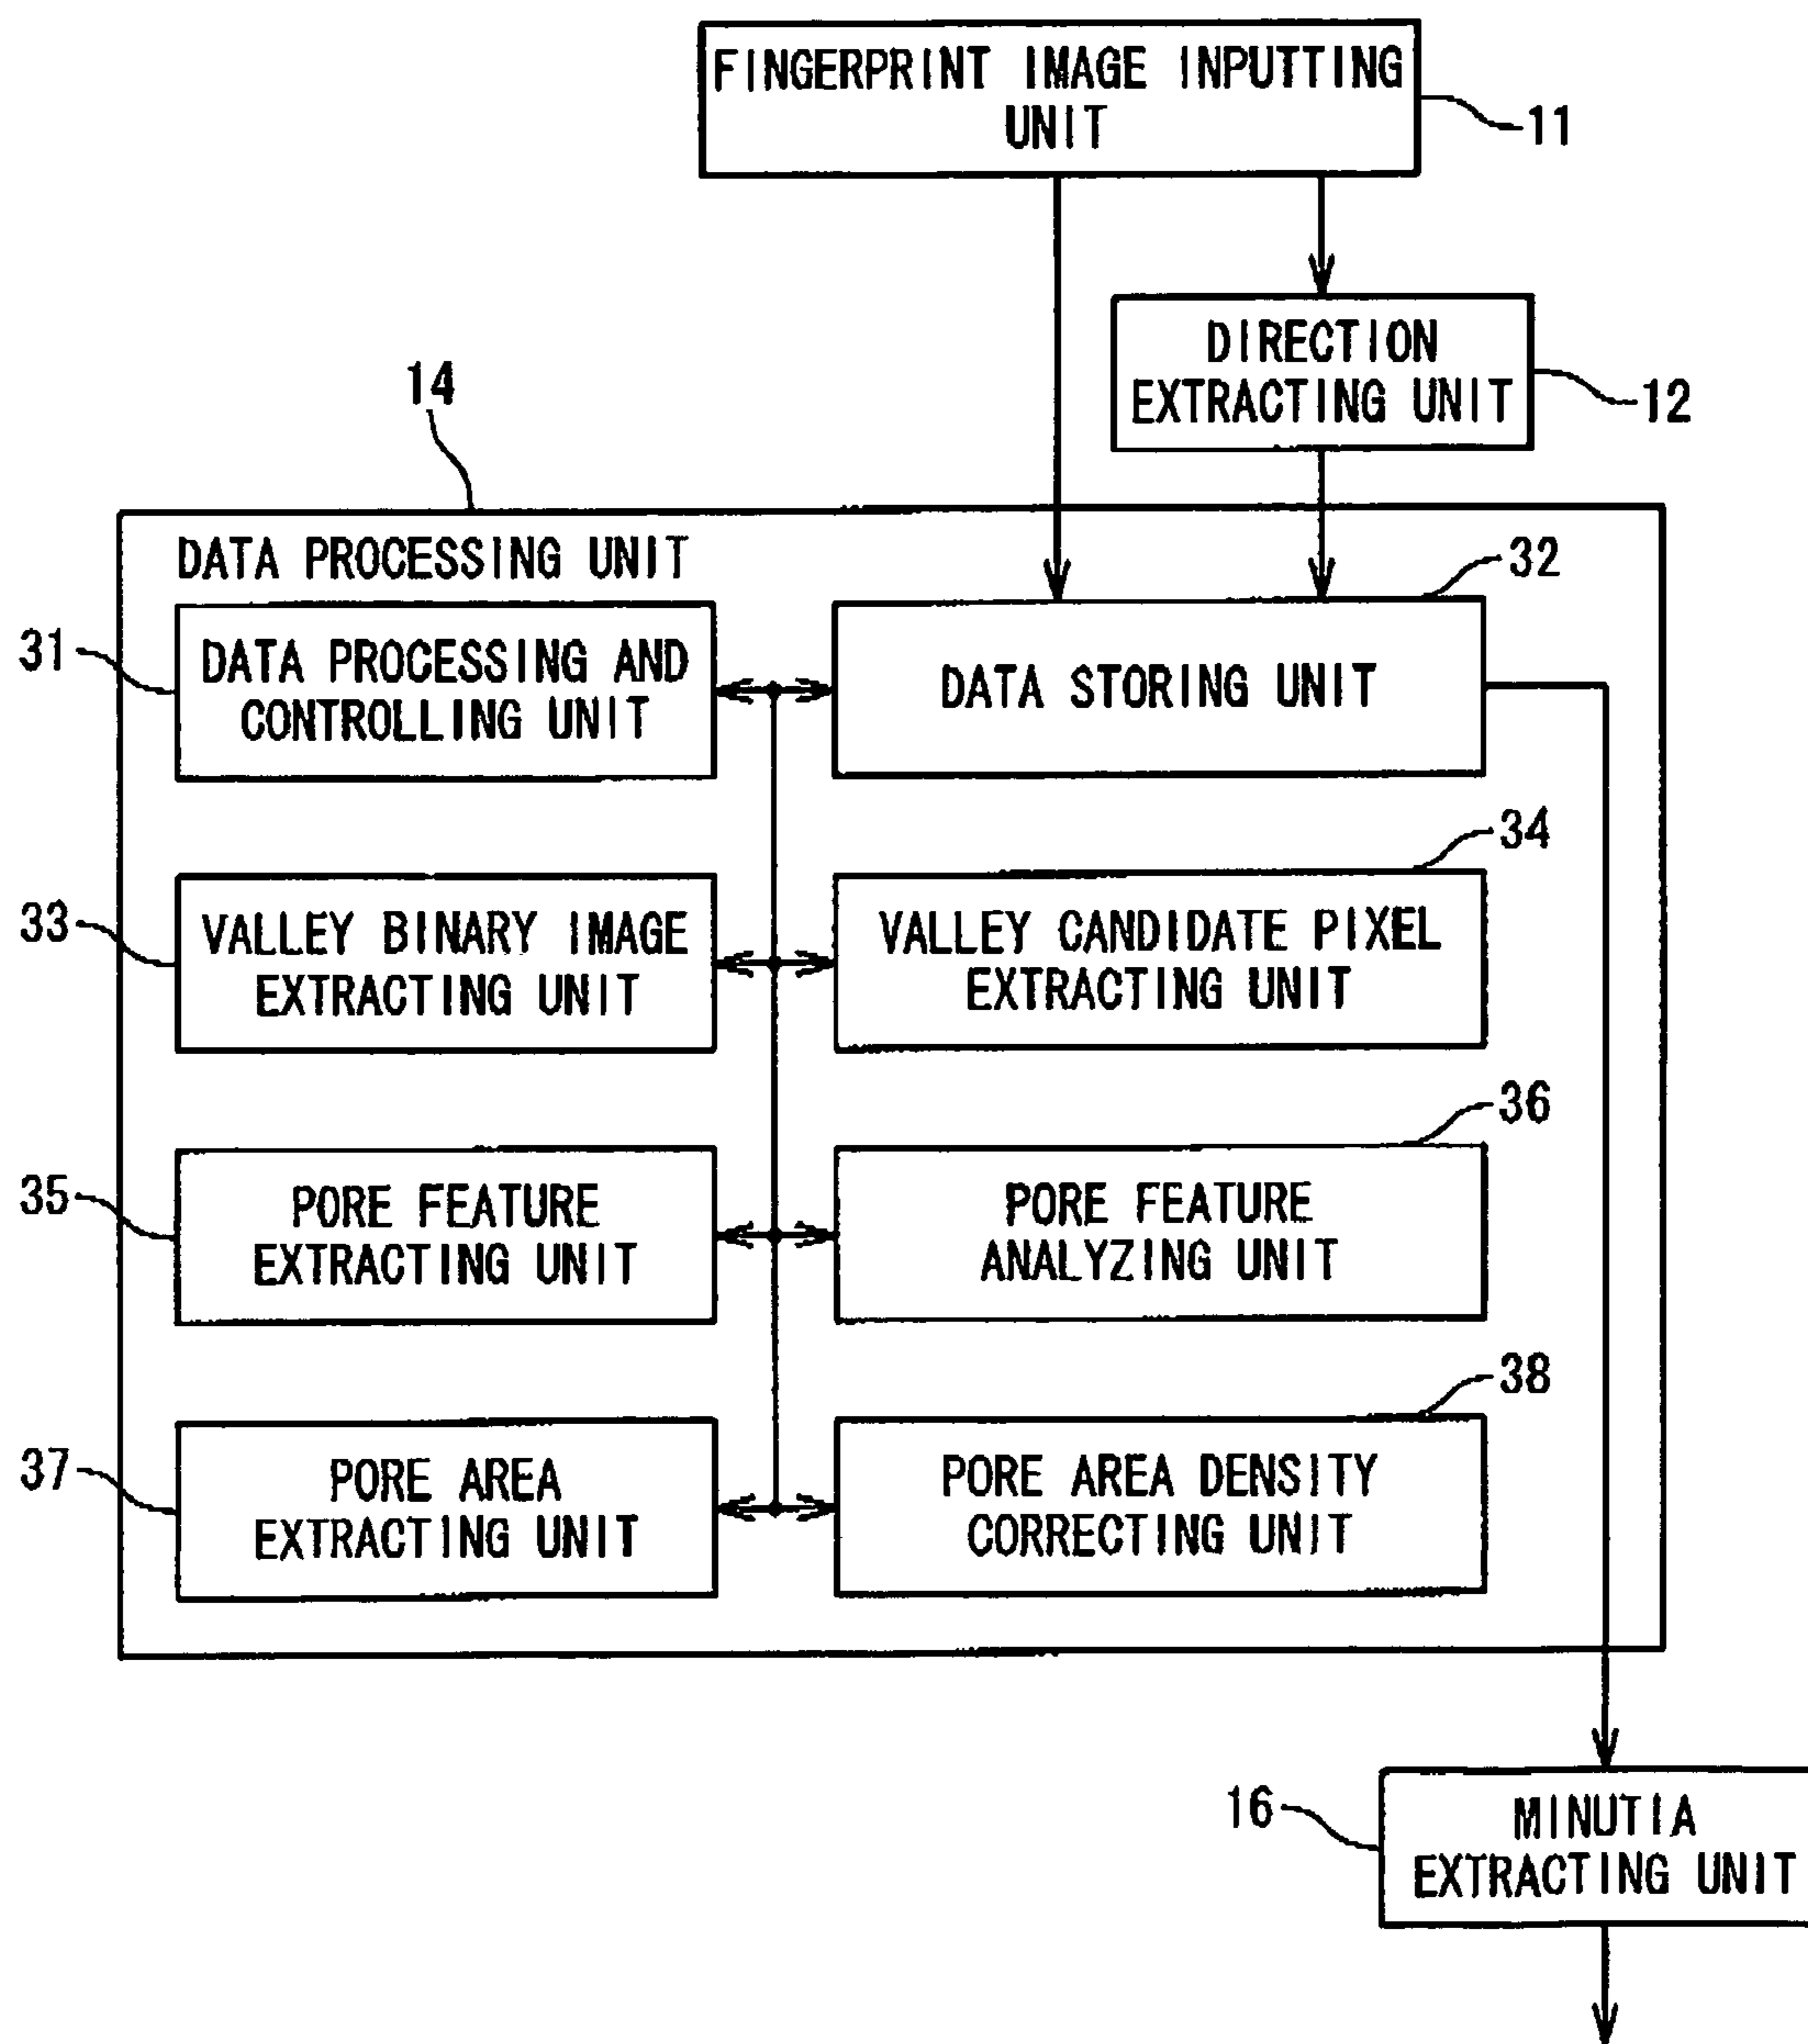 FINGERPRINT IMAGE INPUTTING
UNIT
11
DIRECTION
EXTRACTING UNIT
12
14
DATA PROCESSING UNIT
32
31
DATA PROCESSING AND
CONTROLLING UNIT
DATA STORING UNIT
34
33
VALLEY BINARY IMAGE
EXTRACTING UNIT
VALLEY CANDIDATE PIXEL
EXTRACTING UNIT
36
35
PORE FEATURE
EXTRACTING UNIT
PORE FEATURE
ANALYZING UNIT
38
37
PORE AREA
EXTRACTING UNIT
PORE AREA DENSITY
CORRECTING UNIT
16
MINUTIA
EXTRACTING UNIT